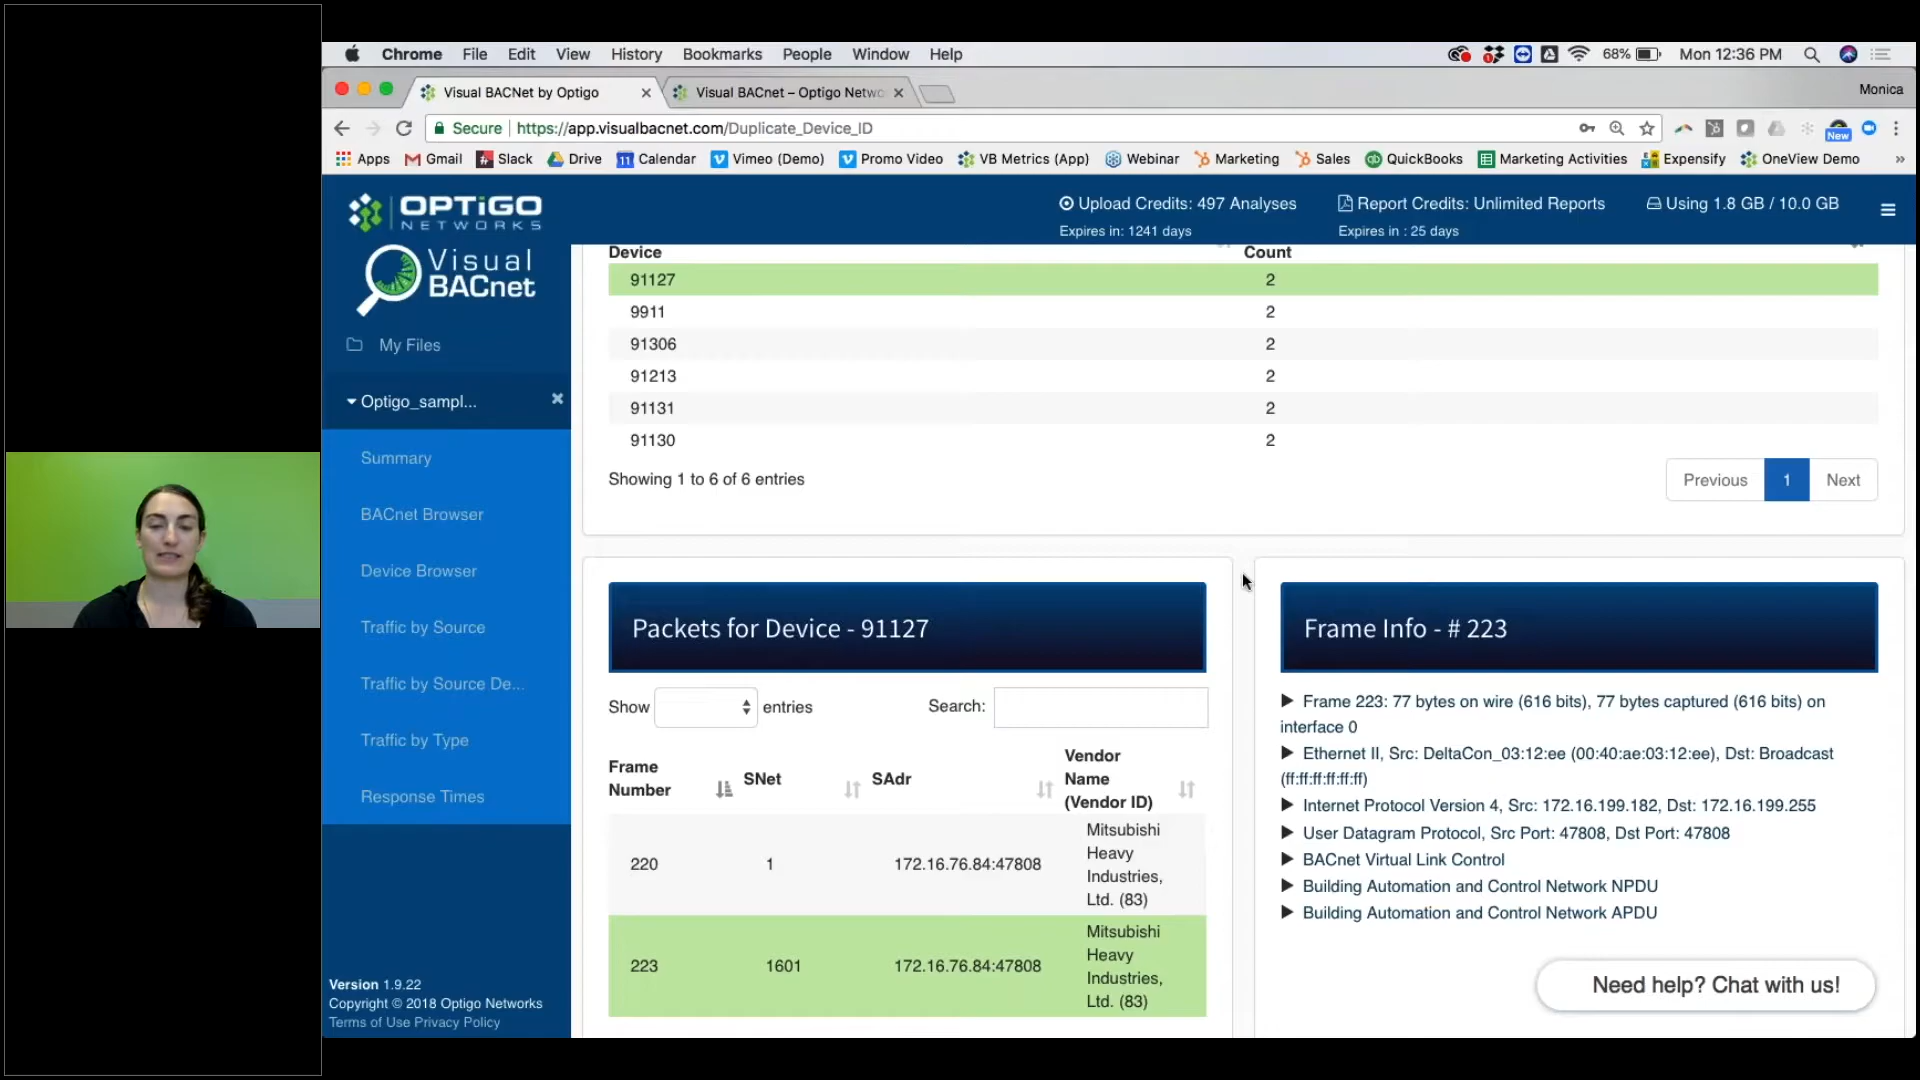 Chrome File Edit View History Bookmarks People Window Help 68% Mon 12:36 PM
Visual BACNet by Optigo Visual BACnet – Optigo Netwo Monica
Secure https://app.visualbacnet.com/Duplicate_Device_ID New
Apps Gmail Slack Drive 11 Calendar Vimeo (Demo) Promo Video VB Metrics (App) Webinar Marketing Sales QuickBooks Marketing Activities Expensify OneView Demo »
OPTIGO
NETWORKS
Upload Credits: 497 Analyses Report Credits: Unlimited Reports Using 1.8 GB / 10.0 GB
Expires in: 1241 days Expires in : 25 days
Visual
BACnet
My Files
Optigo_sampl...
Summary
BACnet Browser
Device Browser
Traffic by Source
Traffic by Source De...
Traffic by Type
Response Times
Version 1.9.22
Copyright © 2018 Optigo Networks
Terms of Use Privacy Policy
Device Count
91127 2
9911 2
91306 2
91213 2
91131 2
91130 2
Showing 1 to 6 of 6 entries
Previous 1 Next
Packets for Device - 91127
Show entries Search:
Frame Number SNet SAdr Vendor Name (Vendor ID)
220 1 172.16.76.84:47808 Mitsubishi Heavy Industries, Ltd. (83)
223 1601 172.16.76.84:47808 Mitsubishi Heavy Industries, Ltd. (83)
Frame Info - # 223
Frame 223: 77 bytes on wire (616 bits), 77 bytes captured (616 bits) on
interface 0
Ethernet II, Src: DeltaCon_03:12:ee (00:40:ae:03:12:ee), Dst: Broadcast
(ff:ff:ff:ff:ff:ff)
Internet Protocol Version 4, Src: 172.16.199.182, Dst: 172.16.199.255
User Datagram Protocol, Src Port: 47808, Dst Port: 47808
BACnet Virtual Link Control
Building Automation and Control Network NPDU
Building Automation and Control Network APDU
Need help? Chat with us!